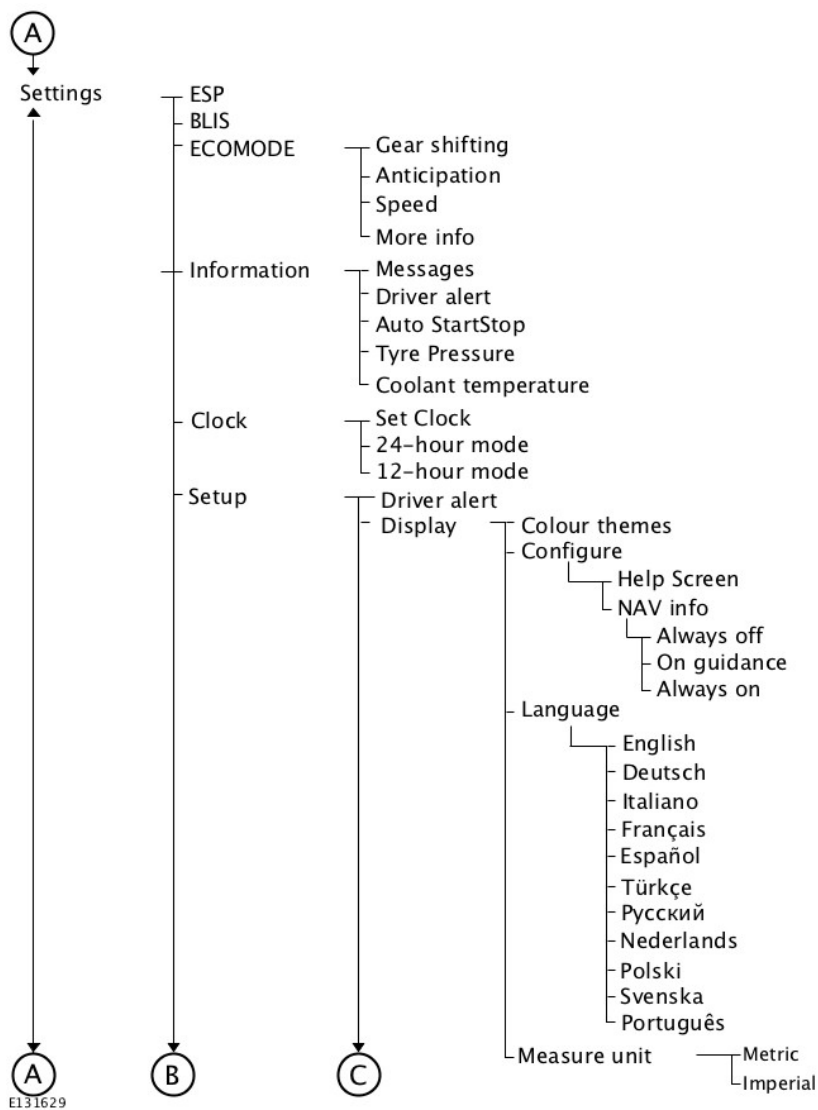 A
Settings
ESP
BLIS
ECOMODE
Gear shifting
Anticipation
Speed
More info
Information
Messages
Driver alert
Auto StartStop
Tyre Pressure
Coolant temperature
Clock
Set Clock
24-hour mode
12-hour mode
Setup
Driver alert
Display
Colour themes
Configure
Help Screen
NAV info
Always off
On guidance
Always on
Language
English
Deutsch
Italiano
Français
Español
Türkçe
Русский
Nederlands
Polski
Svenska
Português
Measure unit
Metric
Imperial
A
B
C
E131629